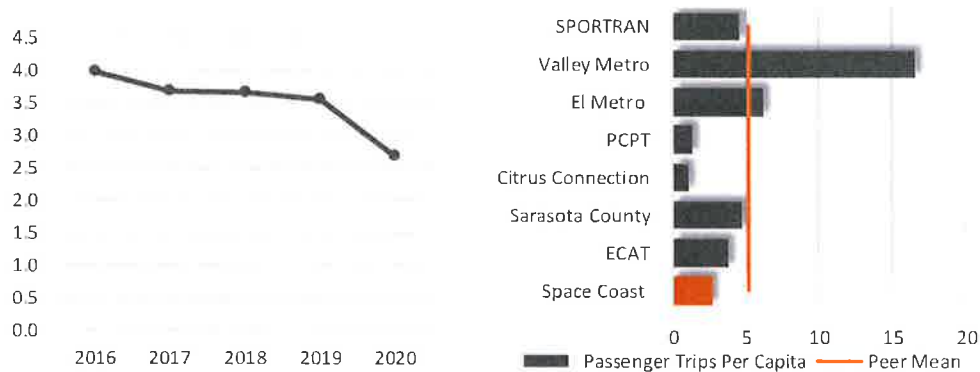 4.5
4.0
3.5
3.0
2.5
2.0
1.5
1.0
0.5
0.0
2016 2017 2018 2019 2020
SPORTRAN
Valley Metro
El Metro
PCPT
Citrus Connection
Sarasota County
ECAT
Space Coast
0 5 10 15 20
Passenger Trips Per Capita Peer Mean